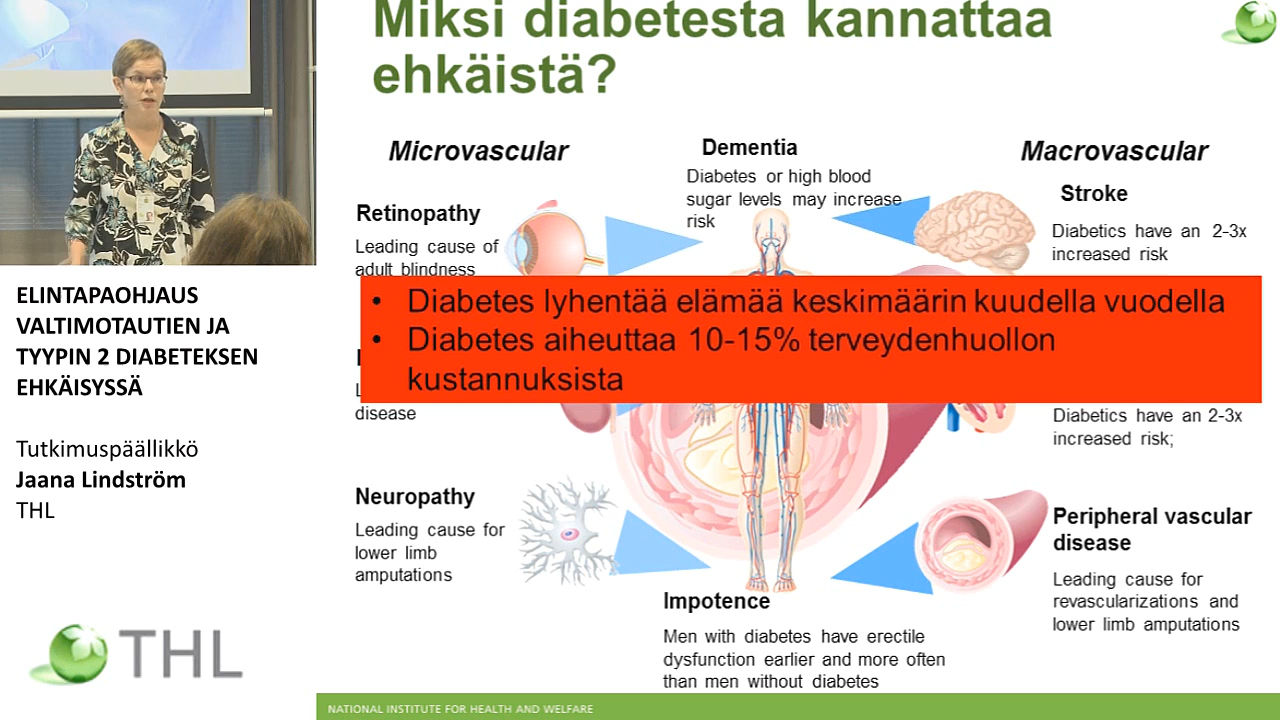 Miksi diabetesta kannattaa
ehkäistä?
Microvascular
Dementia
Macrovascular
Diabetes or high blood
sugar levels may increase
risk
Stroke
Diabetics have an 2-3x
increased risk
Retinopathy
Leading cause of
adult blindness
• Diabetes lyhentää elämää keskimäärin kuudella vuodella
• Diabetes aiheuttaa 10-15% terveydenhuollon
kustannuksista
disease
Diabetics have an 2-3x
increased risk;
Neuropathy
Leading cause for
lower limb
amputations
Peripheral vascular
disease
Leading cause for
revascularizations and
lower limb amputations
Impotence
Men with diabetes have erectile
dysfunction earlier and more often
than men without diabetes
ELINTAPAOHJAUS
VALTIMOTAUTIEN JA
TYYPIN 2 DIABETEKSEN
EHKÄISYSSÄ
Tutkimuspäällikkö
Jaana Lindström
THL
THL
NATIONAL INSTITUTE FOR HEALTH AND WELFARE